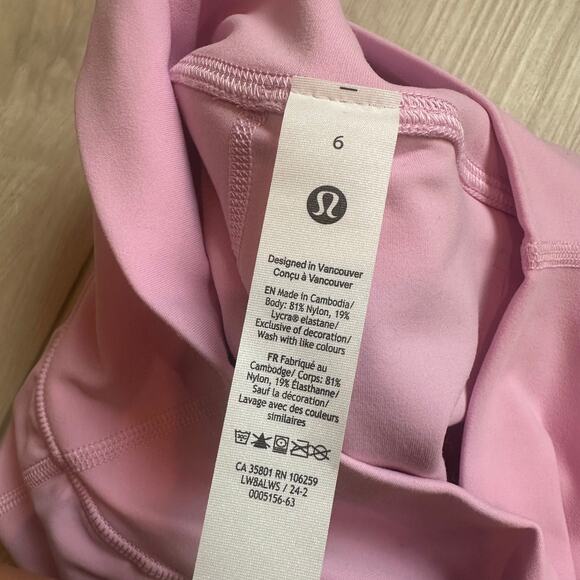 6
Designed in Vancouver
Conçu à Vancouver
EN Made in Cambodia/
Body: 81% Nylon, 19%
Lycra® elastane/
Exclusive of decoration/
Wash with like colours
FR Fabriqué au
Cambodge/ Corps: 81%
Nylon, 19% Élasthanne/
Sauf la décoration/
Lavage avec des couleurs
similaires
CA 35801 RN 106259
LW8ALWS / 24-2
0005156-63